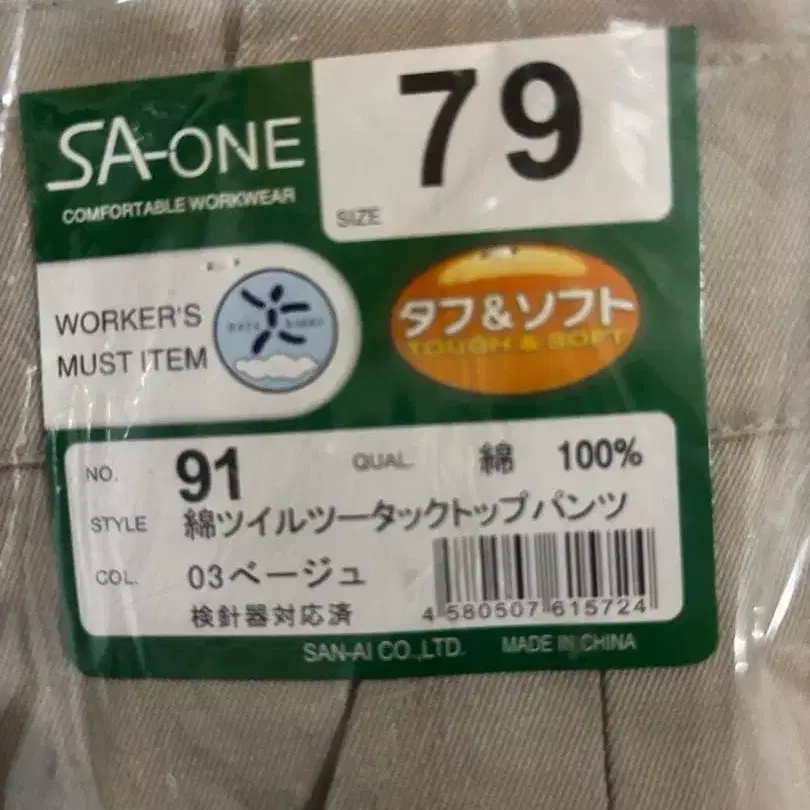 SA-ONE
COMFORTABLE WORKWEAR
SIZE
79
WORKER'S
MUST ITEM
タフ&ソフト
TOUGH & SOFT
NO. 91 QUAL. 綿 100%
STYLE 綿ツイルツータックトップパンツ
COL. 03ベージュ
検針器対応済
4 580507 615724
SAN-AI CO.,LTD. MADE IN CHINA